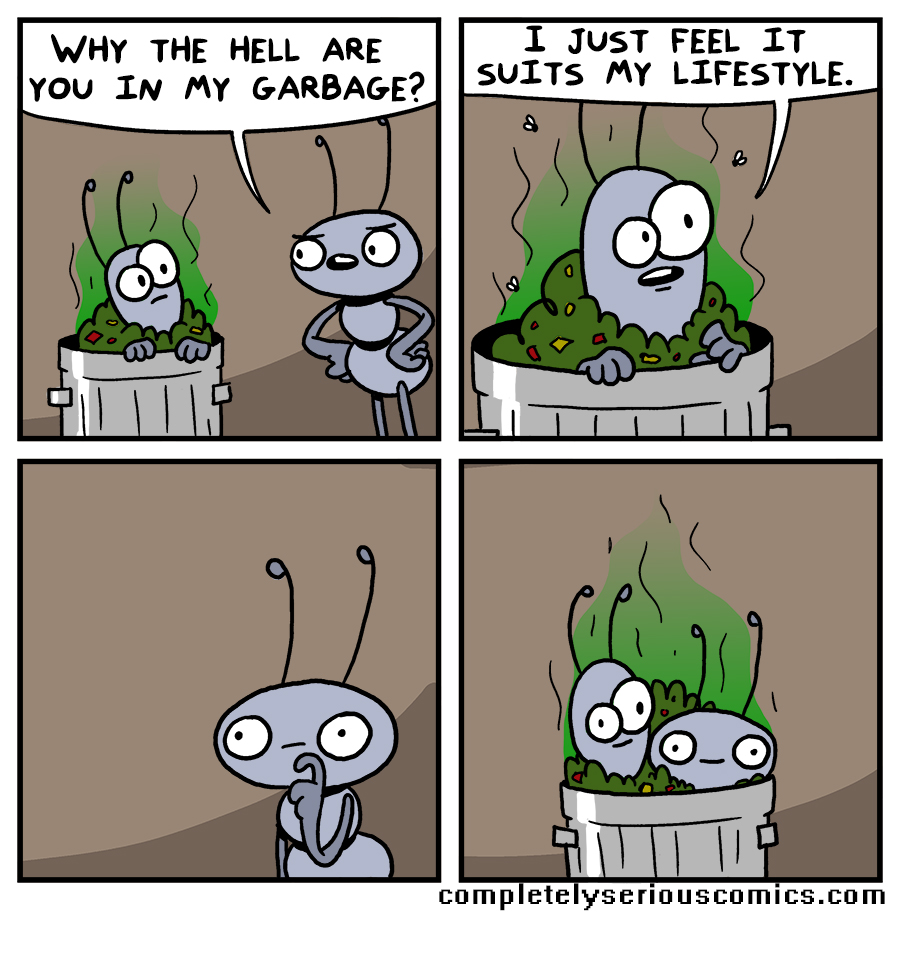 WHY THE HELL ARE
YOU IN MY GARBAGE?
I JUST FEEL IT
SUITS MY LIFESTYLE.
completelyseriouscomics.com